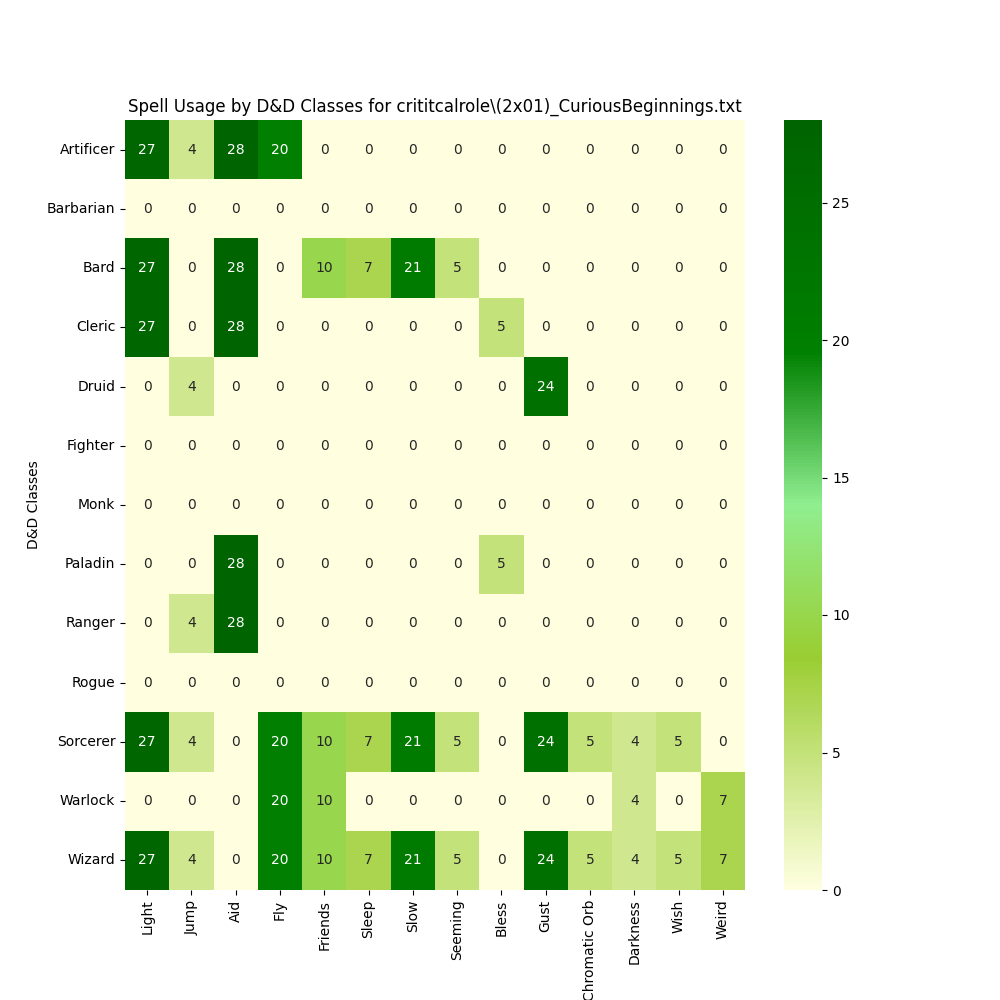 Spell Usage by D&D Classes for crititcalrole\(2x01)_CuriousBeginnings.txt
D&D Classes
Artificer 27 4 28 20 0 0 0 0 0 0 0 0 0 0
Barbarian 0 0 0 0 0 0 0 0 0 0 0 0 0 0
Bard 27 0 28 0 10 7 21 5 0 0 0 0 0 0
Cleric 27 0 28 0 0 0 0 0 5 0 0 0 0 0
Druid 0 4 0 0 0 0 0 0 0 24 0 0 0 0
Fighter 0 0 0 0 0 0 0 0 0 0 0 0 0 0
Monk 0 0 0 0 0 0 0 0 0 0 0 0 0 0
Paladin 0 0 28 0 0 0 0 0 5 0 0 0 0 0
Ranger 0 4 28 0 0 0 0 0 0 0 0 0 0 0
Rogue 0 0 0 0 0 0 0 0 0 0 0 0 0 0
Sorcerer 27 4 0 20 10 7 21 5 0 24 5 4 5 0
Warlock 0 0 0 20 10 0 0 0 0 0 0 4 0 7
Wizard 27 4 0 20 10 7 21 5 0 24 5 4 5 7
Light
Jump
Aid
Fly
Friends
Sleep
Slow
Seeming
Bless
Gust
Chromatic Orb
Darkness
Wish
Weird
25
20
15
10
5
0